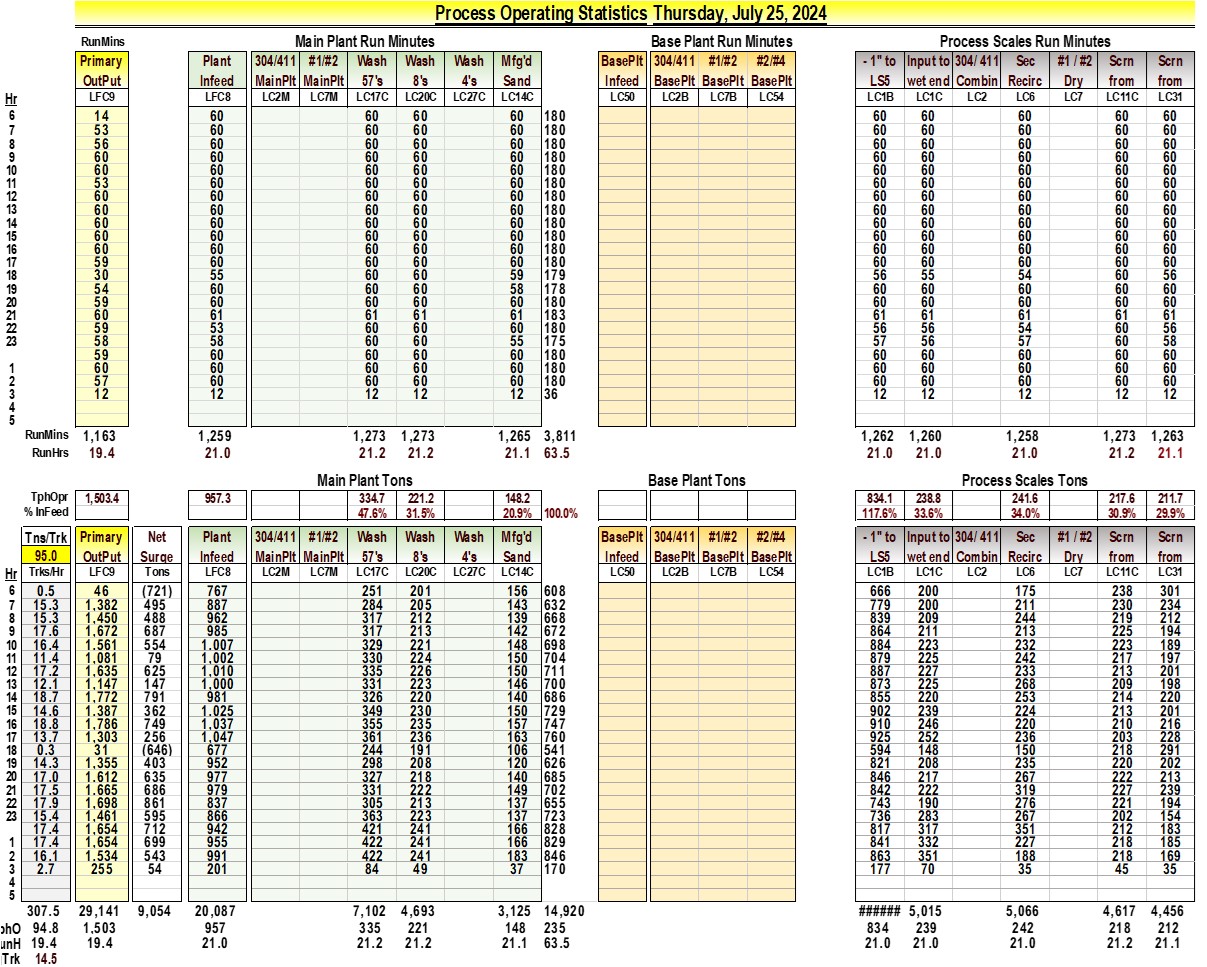 Process Operating Statistics Thursday, July 25, 2024
RunMins Main Plant Run Minutes Base Plant Run Minutes Process Scales Run Minutes
Primary Plant 304/411 #1/#2 Wash Wash Wash Mfg'd BasePlt 304/411 #1/#2 #2/#4 - 1" to Input to 304/ 411 Sec #1 / #2 Scrn Scrn
OutPut Infeed MainPlt MainPlt 57's 8's 4's Sand Infeed BasePlt BasePlt BasePlt LS5 wet end Combin Recirc Dry from from
Hr LFC9 LFC8 LC2M LC7M LC17C LC20C LC27C LC14C LC50 LC2B LC7B LC54 LC1B LC1C LC2 LC6 LC7 LC11C LC31
6 14 60 60 60 60 180 60 60 60 60 60
7 53 60 60 60 60 180 60 60 60 60 60
8 56 60 60 60 60 180 60 60 60 60 60
9 60 60 60 60 60 180 60 60 60 60 60
10 60 60 60 60 60 180 60 60 60 60 60
11 53 60 60 60 60 180 60 60 60 60 60
12 60 60 60 60 60 180 60 60 60 60 60
13 60 60 60 60 60 180 60 60 60 60 60
14 60 60 60 60 60 180 60 60 60 60 60
15 60 60 60 60 60 180 60 60 60 60 60
16 60 60 60 60 60 180 60 60 60 60 60
17 59 60 60 60 60 180 60 60 60 60 60
18 30 55 60 60 59 179 56 55 54 60 56
19 54 60 60 60 58 178 60 60 60 60 60
20 59 60 60 60 60 180 60 60 60 60 60
21 60 61 61 61 61 183 61 61 61 61 61
22 59 53 60 60 60 180 56 56 54 60 56
23 58 58 60 60 55 175 57 56 57 60 58
59 60 60 60 60 180 60 60 60 60 60
1 60 60 60 60 60 180 60 60 60 60 60
2 57 60 60 60 60 180 60 60 60 60 60
3 12 12 12 12 12 36 12 12 12 12 12
4
5
RunMins 1,163 1,259 1,273 1,273 1,265 3,811 1,262 1,260 1,258 1,273 1,263
RunHrs 19.4 21.0 21.2 21.2 21.1 63.5 21.0 21.0 21.0 21.2 21.1
Main Plant Tons Base Plant Tons Process Scales Tons
TphOpr 1,503.4 957.3 334.7 221.2 148.2 834.1 238.8 241.6 217.6 211.7
% InFeed 47.6% 31.5% 20.9% 100.0% 117.6% 33.6% 34.0% 30.9% 29.9%
Tns/Trk Primary Net Plant 304/411 #1/#2 Wash Wash Wash Mfg'd BasePlt 304/411 #1/#2 #2/#4 - 1" to Input to 304/ 411 Sec #1 / #2 Scrn Scrn
95.0 OutPut Surge Infeed MainPlt MainPlt 57's 8's 4's Sand Infeed BasePlt BasePlt BasePlt LS5 wet end Combin Recirc Dry from from
Hr Trks/Hr LFC9 Tons LFC8 LC2M LC7M LC17C LC20C LC27C LC14C LC50 LC2B LC7B LC54 LC1B LC1C LC2 LC6 LC7 LC11C LC31
6 0.5 46 (721) 767 251 201 156 608 666 200 175 238 301
7 15.3 1,382 495 887 284 205 143 632 779 200 211 230 234
8 15.3 1,450 488 962 317 212 139 668 839 209 244 219 212
9 17.6 1,672 687 985 317 213 142 672 864 211 213 225 194
10 16.4 1,561 554 1,007 329 221 148 698 884 223 232 223 189
11 11.4 1,081 79 1,002 330 224 150 704 879 225 242 217 197
12 17.2 1,635 625 1,010 335 226 150 711 887 227 233 213 201
13 12.1 1,147 147 1,000 331 223 146 700 873 225 268 209 198
14 18.7 1,772 791 981 326 220 140 686 855 220 253 214 220
15 14.6 1,387 362 1,025 349 230 150 729 902 239 224 213 201
16 18.8 1,786 749 1,037 355 235 157 747 910 246 220 210 216
17 13.7 1,303 256 1,047 361 236 163 760 925 252 236 203 228
18 0.3 31 (646) 677 244 191 106 541 594 148 150 218 291
19 14.3 1,355 403 952 298 208 120 626 821 208 235 220 202
20 17.0 1,612 635 977 327 218 140 685 846 217 267 222 213
21 17.5 1,665 686 979 331 222 149 702 842 222 319 227 239
22 17.9 1,698 861 837 305 213 137 655 743 190 276 221 194
23 15.4 1,461 595 866 363 223 137 723 736 283 267 202 154
17.4 1,654 712 942 421 241 166 828 817 317 351 212 183
1 17.4 1,654 699 955 422 241 166 829 841 332 227 218 185
2 16.1 1,534 543 991 422 241 183 846 863 351 188 218 169
3 2.7 255 54 201 84 49 37 170 177 70 35 45 35
4
5
307.5 29,141 9,054 20,087 7,102 4,693 3,125 14,920 ###### 5,015 5,066 4,617 4,456
phO 94.8 1,503 957 335 221 148 235 834 239 242 218 212
unH 19.4 19.4 21.0 21.2 21.2 21.1 63.5 21.0 21.0 21.0 21.2 21.1
Trk 14.5